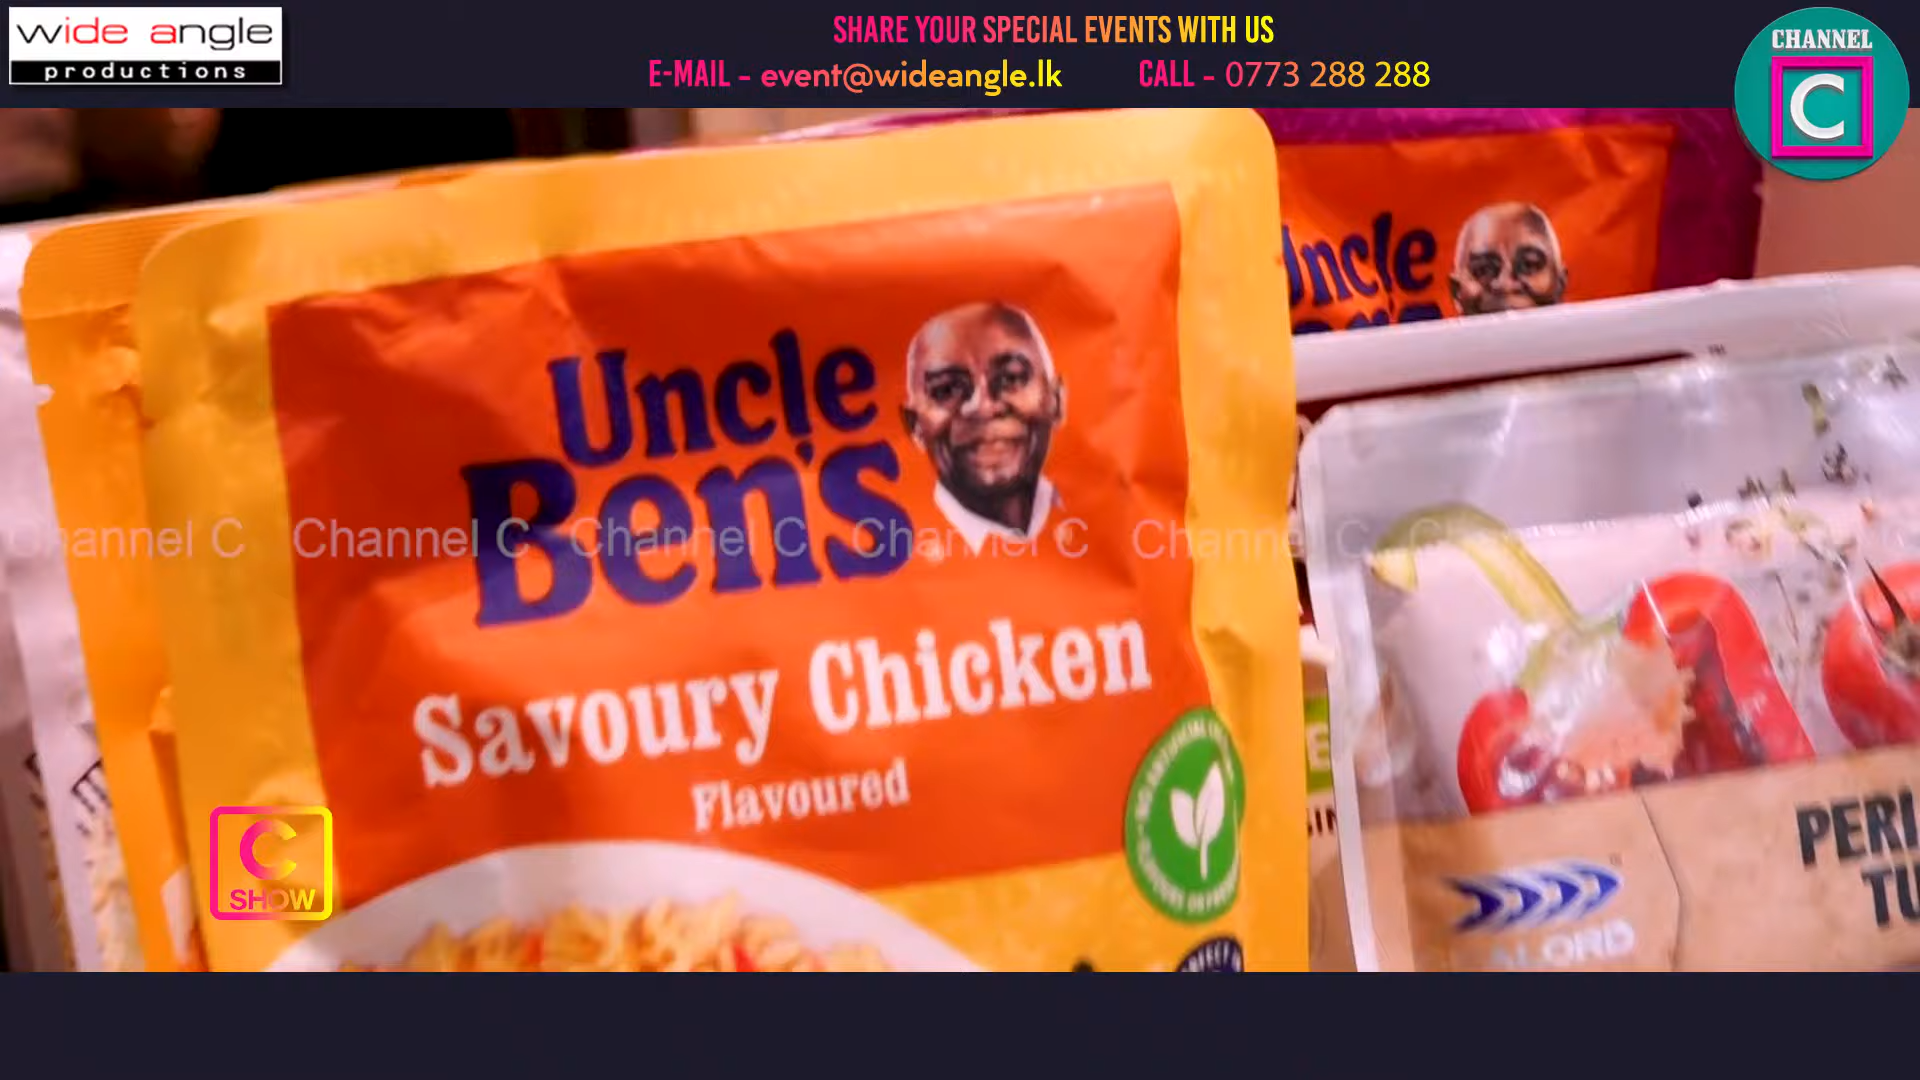 wide angle
productions
SHARE YOUR SPECIAL EVENTS WITH US
E-MAIL - event@wideangle.lk CALL - 0773 288 288
CHANNEL
C
Uncle
Ben's
Savoury Chicken
Flavoured
Uncle
Channel C Channel C Channel C Channel C Channel C
C
SHOW
PERI
TU